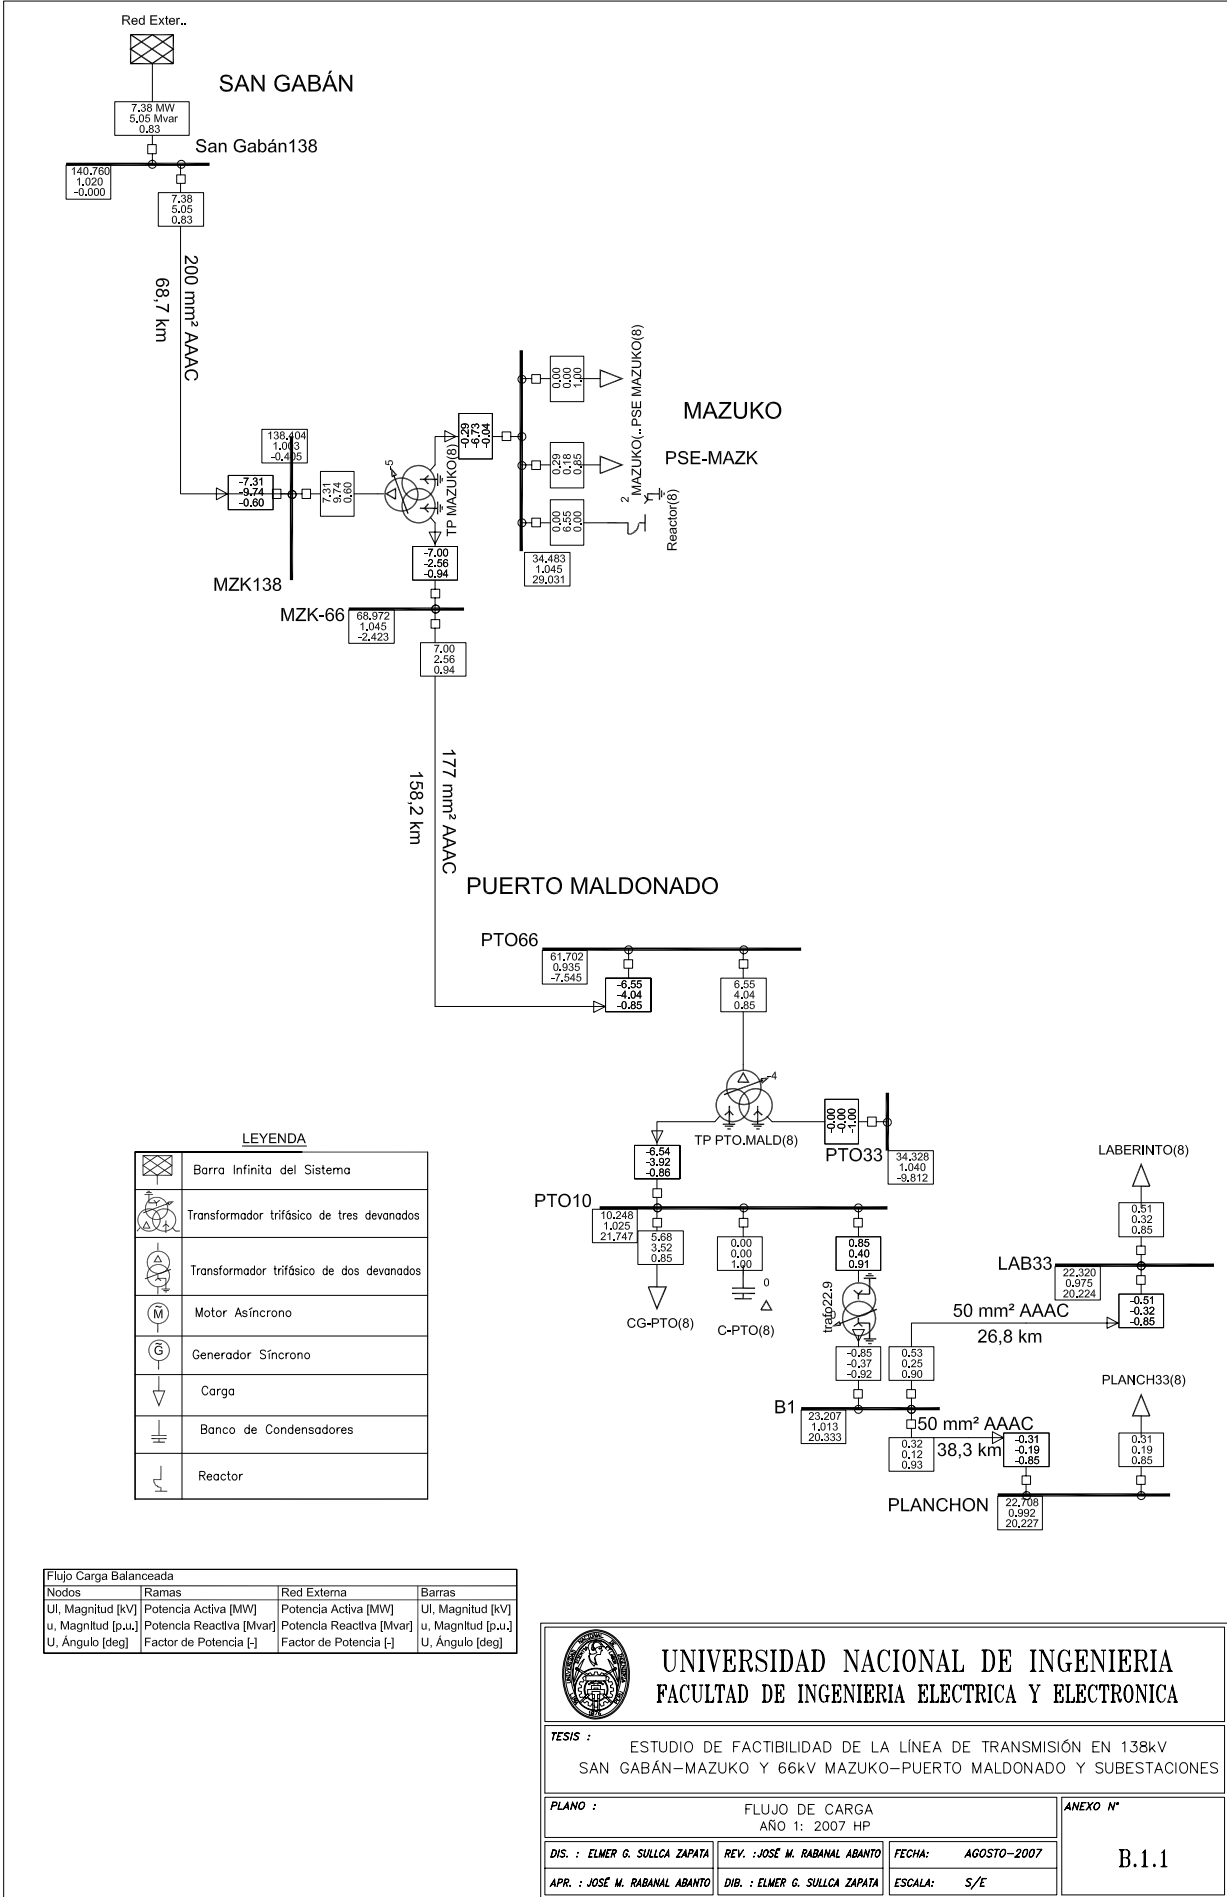 Red Exter..
SAN GABÁN
7.38 MW
5.05 Mvar
0.83
San Gabán138
140.760
1.020
-0.000
7.38
5.05
0.83
200 mm² AAAC
68,7 km
138.404
1.003
-0.405
-7.31
-9.74
-0.60
7.31
9.74
0.60
MZK138
-5
TP MAZUKO(8)
-0.29
-6.73
-0.04
0.00
0.00
1.00
MAZUKO(..PSE MAZUKO(8)
MAZUKO
0.29
0.18
0.85
PSE-MAZK
0.00
6.55
0.00
2
Reactor(8)
34.483
1.045
29.031
-7.00
-2.56
-0.94
MZK-66
68.972
1.045
-2.423
7.00
2.56
0.94
177 mm² AAAC
158,2 km
PUERTO MALDONADO
PTO66
61.702
0.935
-7.545
-6.55
-4.04
-0.85
6.55
4.04
0.85
-4
TP PTO.MALD(8)
-0.00
-0.00
-1.00
PTO33
34.328
1.040
-9.812
-6.54
-3.92
-0.86
PTO10
10.248
1.025
21.747
5.68
3.52
0.85
CG-PTO(8)
0.00
0.00
1.00
0
C-PTO(8)
0.85
0.40
0.91
trafo22.9
-0.85
-0.37
-0.92
0.53
0.25
0.90
B1
23.207
1.013
20.333
LABERINTO(8)
0.51
0.32
0.85
LAB33
22.320
0.975
20.224
-0.51
-0.32
-0.85
50 mm² AAAC
26,8 km
PLANCH33(8)
50 mm² AAAC
38,3 km
0.32
0.12
0.93
-0.31
-0.19
-0.85
0.31
0.19
0.85
PLANCHON
22.708
0.992
20.227
LEYENDA
Barra Infinita del Sistema
Transformador trifásico de tres devanados
Transformador trifásico de dos devanados
M Motor Asíncrono
G Generador Síncrono
Carga
Banco de Condensadores
Reactor
Flujo Carga Balanceada
Nodos Ramas Red Externa Barras
Ul, Magnitud [kV] Potencia Activa [MW] Potencia Activa [MW] Ul, Magnitud [kV]
u, Magnitud [p.u.] Potencia Reactiva [Mvar] Potencia Reactiva [Mvar] u, Magnitud [p.u.]
U, Ángulo [deg] Factor de Potencia [-] Factor de Potencia [-] U, Ángulo [deg]
UNIVERSIDAD NACIONAL DE INGENIERIA
FACULTAD DE INGENIERIA ELECTRICA Y ELECTRONICA
TESIS :
ESTUDIO DE FACTIBILIDAD DE LA LÍNEA DE TRANSMISIÓN EN 138kV
SAN GABÁN-MAZUKO Y 66kV MAZUKO-PUERTO MALDONADO Y SUBESTACIONES
PLANO :
FLUJO DE CARGA
AÑO 1: 2007 HP
ANEXO N°
B.1.1
DIS. : ELMER G. SULLCA ZAPATA REV. :JOSÉ M. RABANAL ABANTO FECHA: AGOSTO-2007
APR. : JOSÉ M. RABANAL ABANTO DIB. : ELMER G. SULLCA ZAPATA ESCALA: S/E